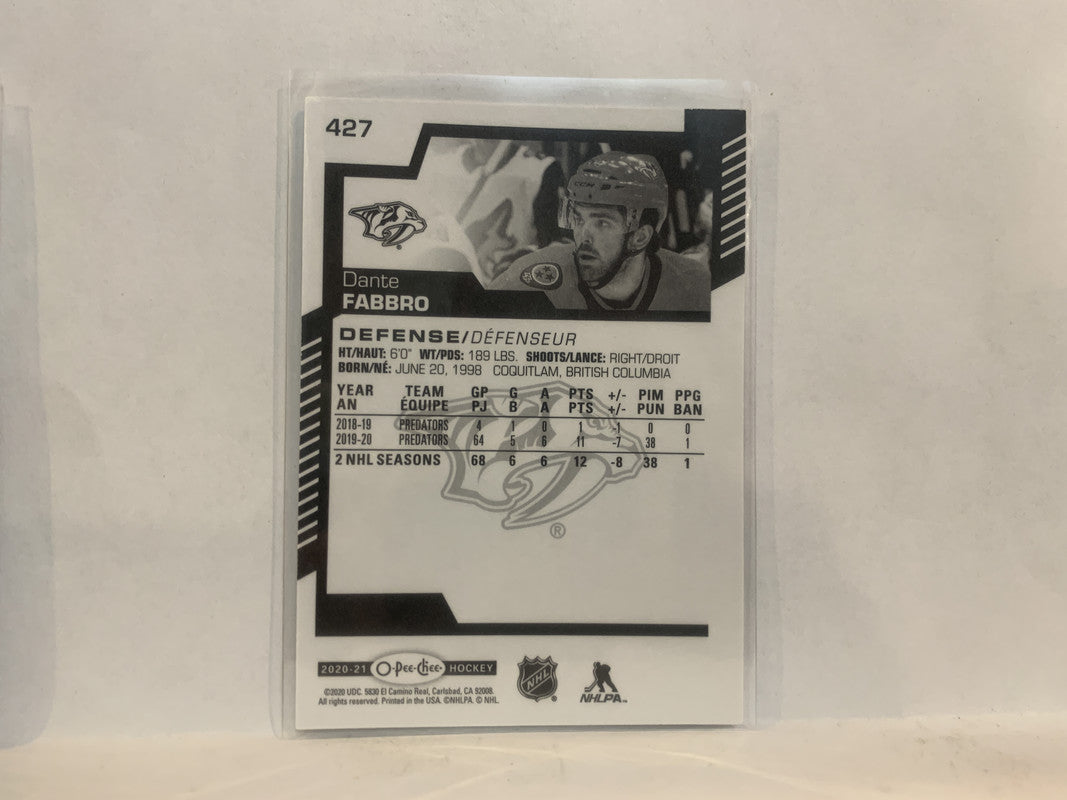 427
CCM
Dante
FABBRO
DEFENSE/DÉFENSEUR
HT/HAUT: 6'0" WT/PDS: 189 LBS. SHOOTS/LANCE: RIGHT/DROIT
BORN/NÉ: JUNE 20, 1998 COQUITLAM, BRITISH COLUMBIA
YEAR TEAM GP G A PTS +/- PIM PPG
AN ÉQUIPE PJ B A PTS +/- PUN BAN
2018-19 PREDATORS 4 1 0 1 -1 0 0
2019-20 PREDATORS 64 5 6 11 -7 38 1
2 NHL SEASONS 68 6 6 12 -8 38 1
®
2020-21 O-Pee-Chee HOCKEY
©2020 UDC. 5830 El Camino Real, Carlsbad, CA 92008.
All rights reserved. Printed in the USA. ©NHLPA. © NHL.
NHL
NHLPA™